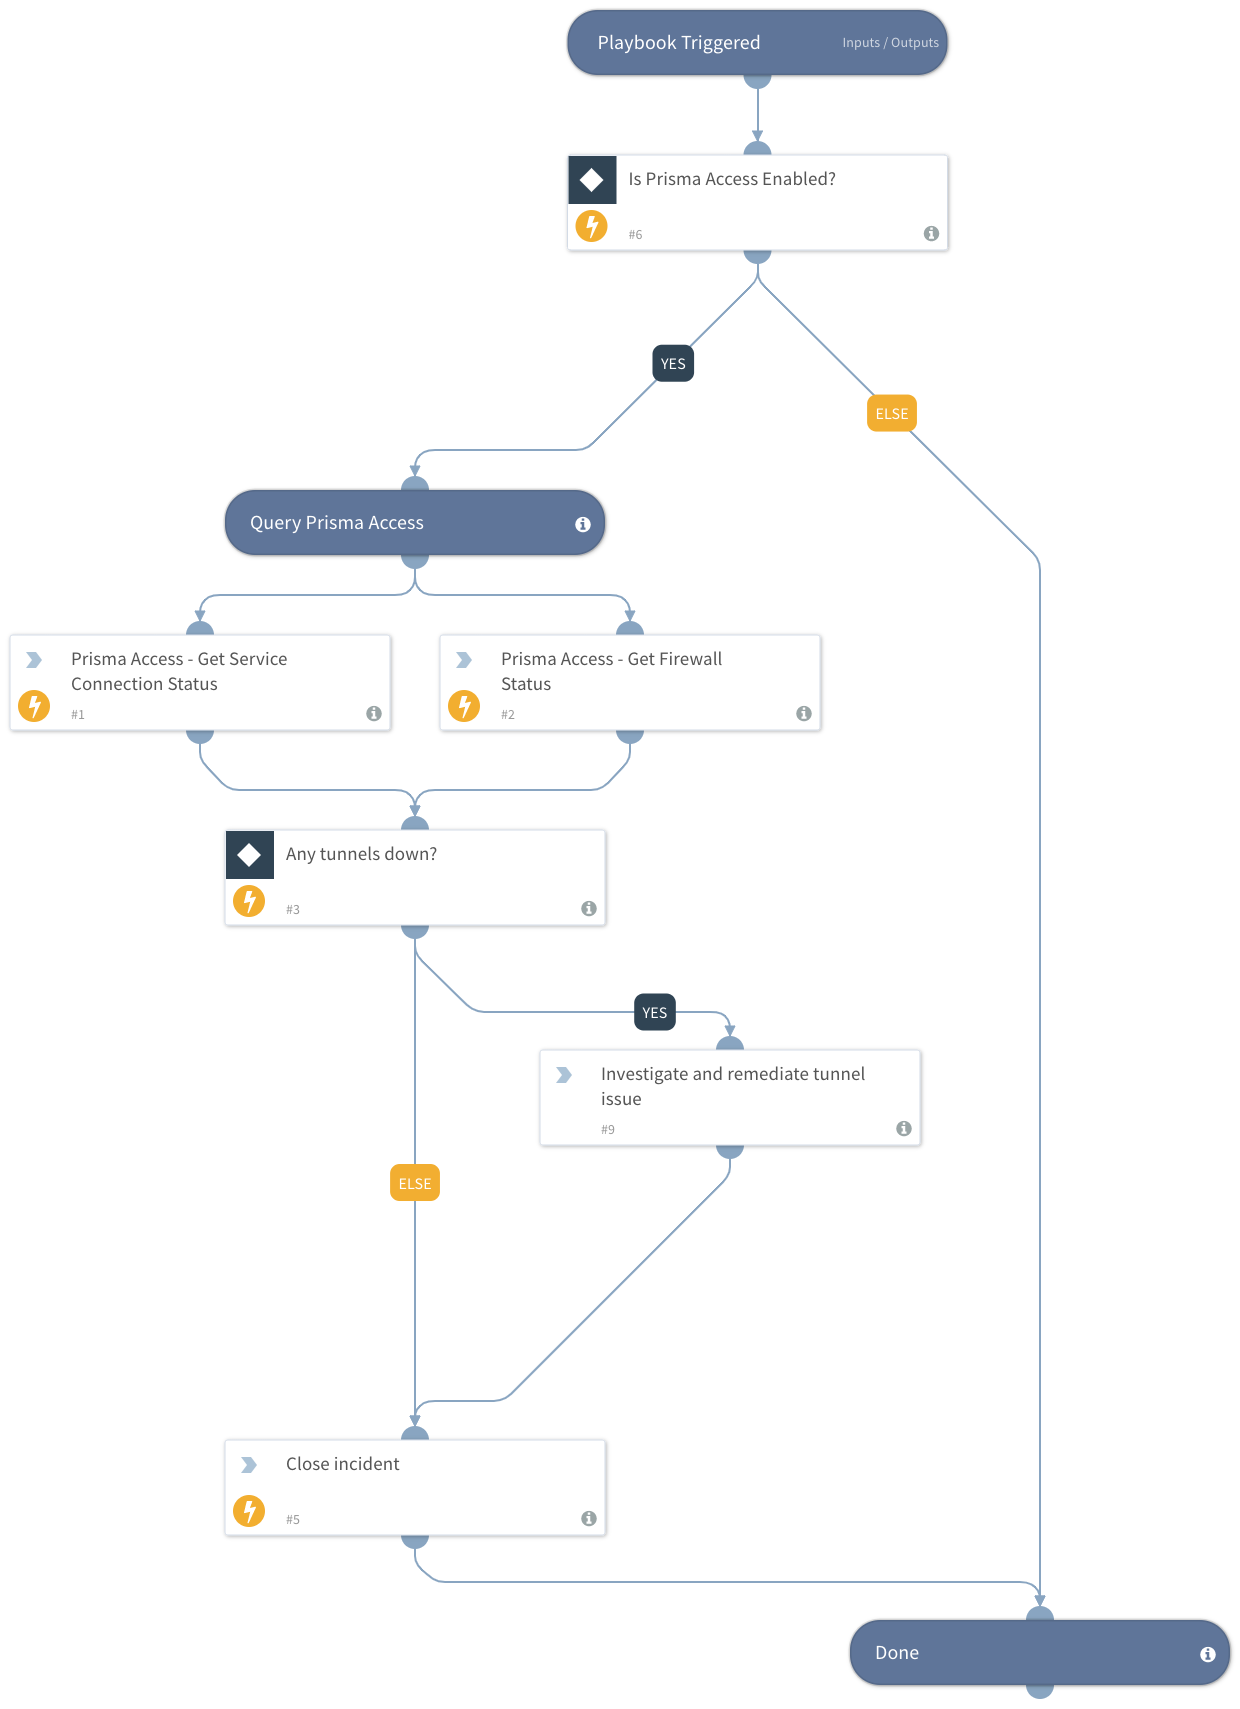 Playbook Triggered
Inputs / Outputs
Is Prisma Access Enabled?
#6
YES
ELSE
Query Prisma Access
Prisma Access - Get Service
Connection Status
#1
Prisma Access - Get Firewall
Status
#2
Any tunnels down?
#3
YES
Investigate and remediate tunnel
issue
#9
ELSE
Close incident
#5
Done